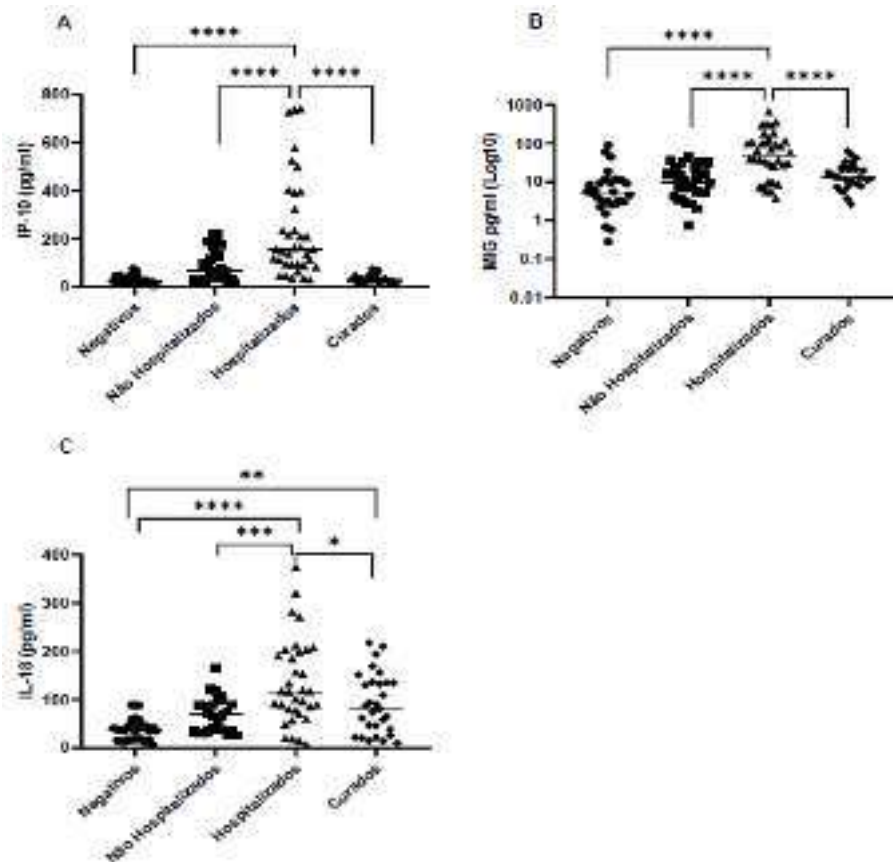 A
****
**** ****
800
600
400
200
0
IP-10 (pg/ml)
Negativos
Não Hospitalizados
Hospitalizados
Curados
B
****
**** ****
1000
100
10
1
0.1
0.01
MIG pg/ml (Log10)
Negativos
Não Hospitalizados
Hospitalizados
Curados
C
**
****
*** *
400
300
200
100
0
IL-18 (pg/ml)
Negativos
Não Hospitalizados
Hospitalizados
Curados